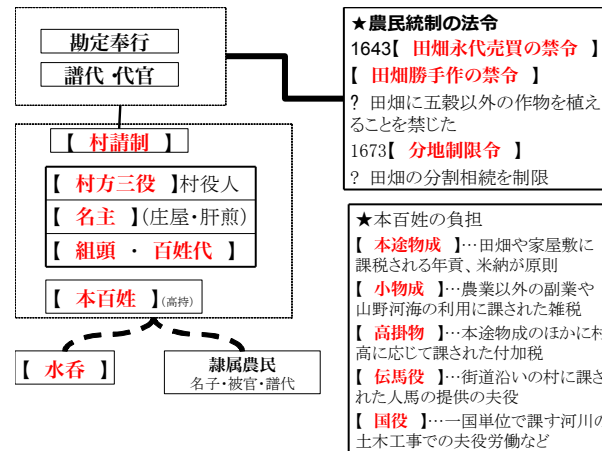 勘定奉行
譜代・代官
【 村請制 】
【 村方三役 】村役人
【 名主 】(庄屋・肝煎)
【 組頭 ・ 百姓代 】
【 本百姓 】(高持)
【 水呑 】
隷属農民
名子・被官・譜代
★農民統制の法令
1643【 田畑永代売買の禁令 】
【 田畑勝手作の禁令 】
? 田畑に五穀以外の作物を植え
ることを禁じた
1673【 分地制限令 】
? 田畑の分割相続を制限
★本百姓の負担
【 本途物成 】…田畑や家屋敷に
課税される年貢、米納が原則
【 小物成 】…農業以外の副業や
山野河海の利用に課された雑税
【 高掛物 】…本途物成のほかに村
高に応じて課された付加税
【 伝馬役 】…街道沿いの村に課さ
れた人馬の提供の夫役
【 国役 】…一国単位で課す河川の
土木工事での夫役労働など